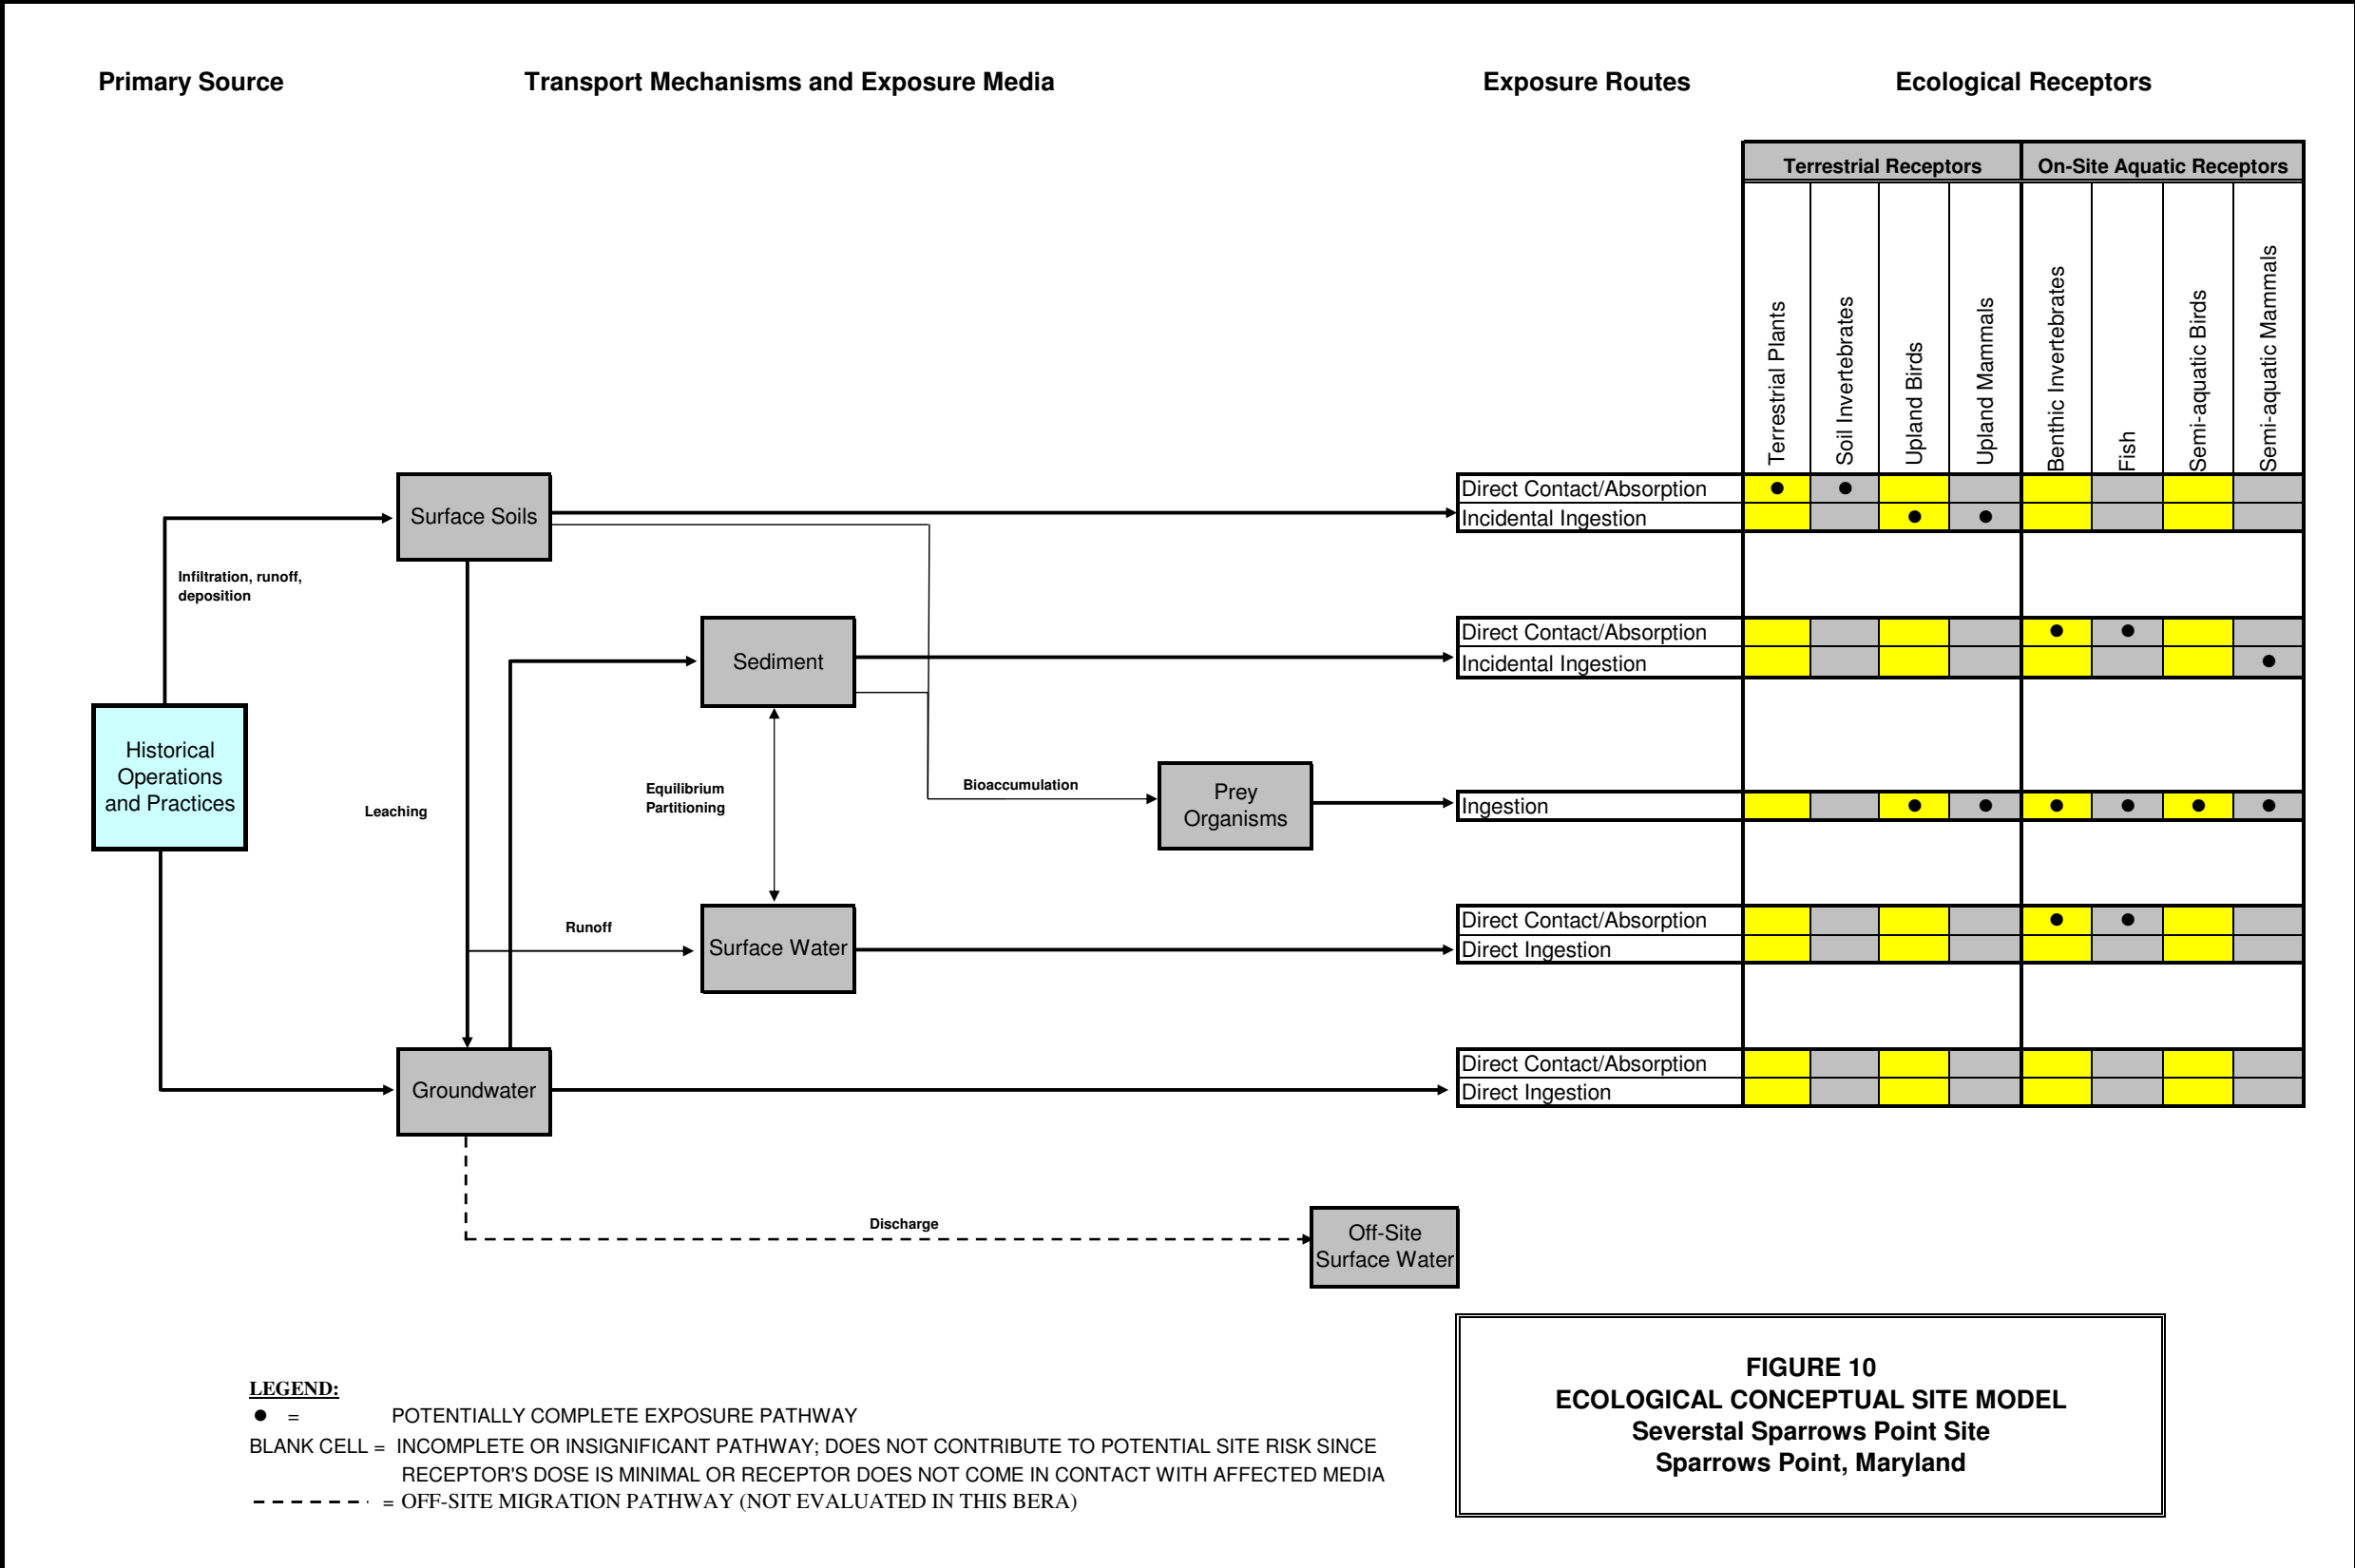 Primary Source
Transport Mechanisms and Exposure Media
Exposure Routes
Ecological Receptors
Terrestrial Receptors
On-Site Aquatic Receptors
Terrestrial Plants
Soil Invertebrates
Upland Birds
Upland Mammals
Benthic Invertebrates
Fish
Semi-aquatic Birds
Semi-aquatic Mammals
Surface Soils
Direct Contact/Absorption
Incidental Ingestion
Infiltration, runoff,
deposition
Sediment
Direct Contact/Absorption
Incidental Ingestion
Historical
Operations
and Practices
Leaching
Equilibrium
Partitioning
Bioaccumulation
Prey
Organisms
Ingestion
Runoff
Surface Water
Direct Contact/Absorption
Direct Ingestion
Groundwater
Direct Contact/Absorption
Direct Ingestion
Discharge
Off-Site
Surface Water
LEGEND:
● = POTENTIALLY COMPLETE EXPOSURE PATHWAY
BLANK CELL = INCOMPLETE OR INSIGNIFICANT PATHWAY; DOES NOT CONTRIBUTE TO POTENTIAL SITE RISK SINCE
RECEPTOR'S DOSE IS MINIMAL OR RECEPTOR DOES NOT COME IN CONTACT WITH AFFECTED MEDIA
= OFF-SITE MIGRATION PATHWAY (NOT EVALUATED IN THIS BERA)
FIGURE 10
ECOLOGICAL CONCEPTUAL SITE MODEL
Severstal Sparrows Point Site
Sparrows Point, Maryland